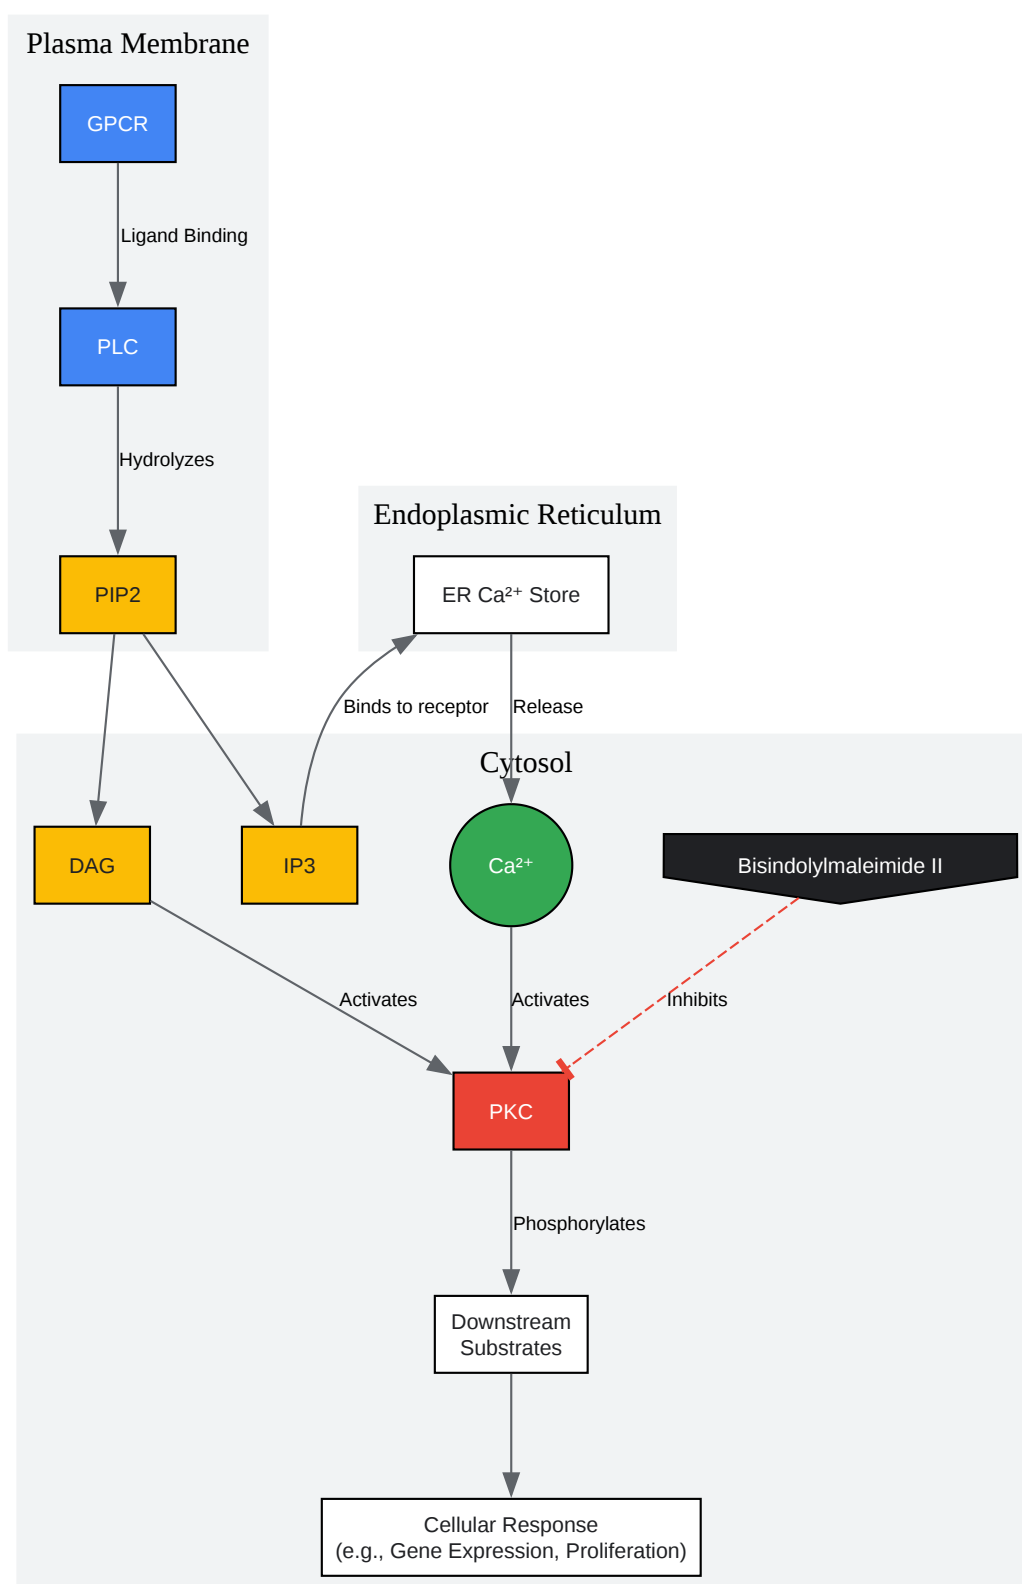 Plasma Membrane
GPCR
Ligand Binding
PLC
Hydrolyzes
Endoplasmic Reticulum
PIP2
ER Ca²⁺ Store
Binds to receptor
Release
Cytosol
DAG
IP3
Ca²⁺
Bisindolylmaleimide II
Activates
Activates
Inhibits
PKC
Phosphorylates
Downstream
Substrates
Cellular Response
(e.g., Gene Expression, Proliferation)